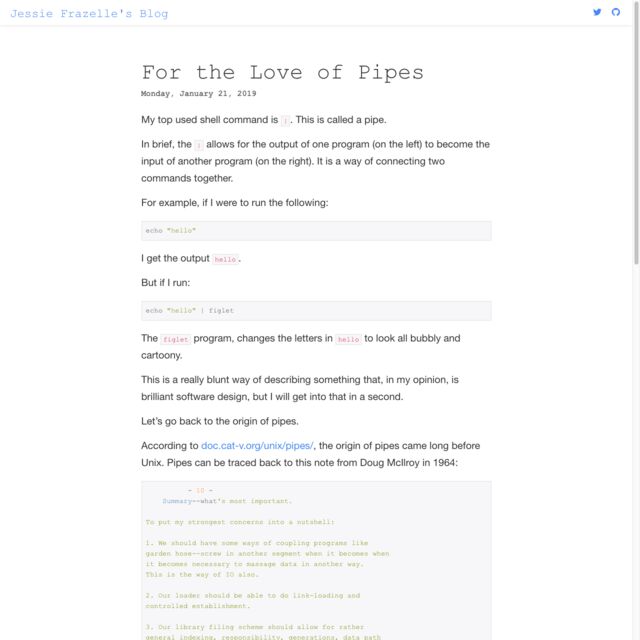 Jessie Frazelle's Blog
For the Love of Pipes
Monday, January 21, 2019
My top used shell command is |. This is called a pipe.
In brief, the | allows for the output of one program (on the left) to become the
input of another program (on the right). It is a way of connecting two
commands together.
For example, if I were to run the following:
echo "hello"
I get the output hello.
But if I run:
echo "hello" | figlet
The figlet program, changes the letters in hello to look all bubbly and
cartoony.
This is a really blunt way of describing something that, in my opinion, is
brilliant software design, but I will get into that in a second.
Let's go back to the origin of pipes.
According to doc.cat-v.org/unix/pipes/, the origin of pipes came long before
Unix. Pipes can be traced back to this note from Doug McIlroy in 1964:
- 10 -
Summary--what's most important.
To put my strongest concerns into a nutshell:
1. We should have some ways of coupling programs like
garden hose--screw in another segment when it becomes when
it becomes necessary to massage data in another way.
This is the way of IO also.
2. Our loader should be able to do link-loading and
controlled establishment.
3. Our library filing scheme should allow for rather
general indexing, responsibility, generations, data path